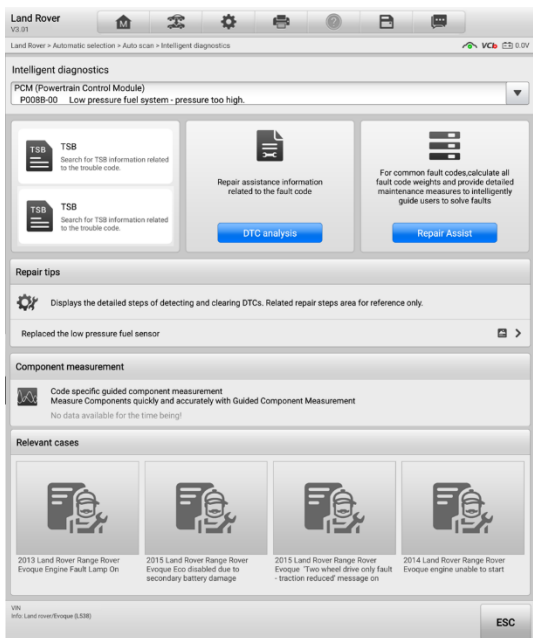 Land Rover
V3.01
M
?
Land Rover > Automatic selection > Auto scan > Intelligent diagnostics
VCI 0.0V
Intelligent diagnostics
PCM (Powertrain Control Module)
P008B-00 Low pressure fuel system - pressure too high.
TSB
TSB
Search for TSB information related
to the trouble code.
TSB
TSB
Search for TSB information related
to the trouble code.
Repair assistance information
related to the fault code
DTC analysis
For common fault codes,calculate all
fault code weights and provide detailed
maintenance measures to intelligently
guide users to solve faults
Repair Assist
Repair tips
Displays the detailed steps of detecting and clearing DTCs. Related repair steps area for reference only.
Replaced the low pressure fuel sensor
Component measurement
Code specific guided component measurement
Measure Components quickly and accurately with Guided Component Measurement
No data available for the time being!
Relevant cases
2013 Land Rover Range Rover
Evoque Engine Fault Lamp On
2015 Land Rover Range Rover
Evoque Eco disabled due to
secondary battery damage
2015 Land Rover Range Rover
Evoque 'Two wheel drive only fault
- traction reduced' message on
2014 Land Rover Range Rover
Evoque engine unable to start
VIN
Info: Land rover/Evoque (L538)
ESC